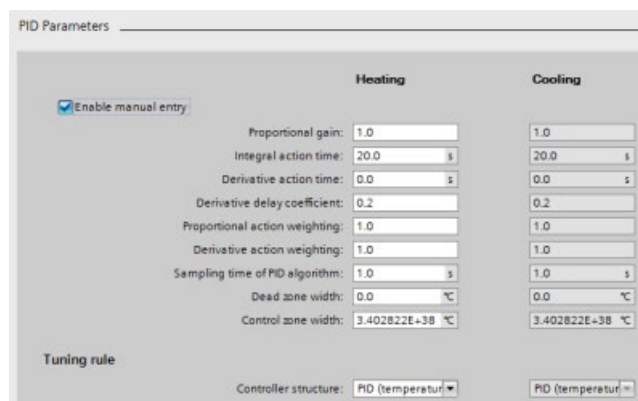 PID Parameters
Heating Cooling
Enable manual entry
Proportional gain: 1.0 1.0
Integral action time: 20.0 s 20.0 s
Derivative action time: 0.0 s 0.0 s
Derivative delay coefficient: 0.2 0.2
Proportional action weighting: 1.0 1.0
Derivative action weighting: 1.0 1.0
Sampling time of PID algorithm: 1.0 s 1.0 s
Dead zone width: 0.0 °C 0.0 °C
Control zone width: 3.402822E+38 °C 3.402822E+38 °C
Tuning rule
Controller structure: PID (temperatur PID (temperatur